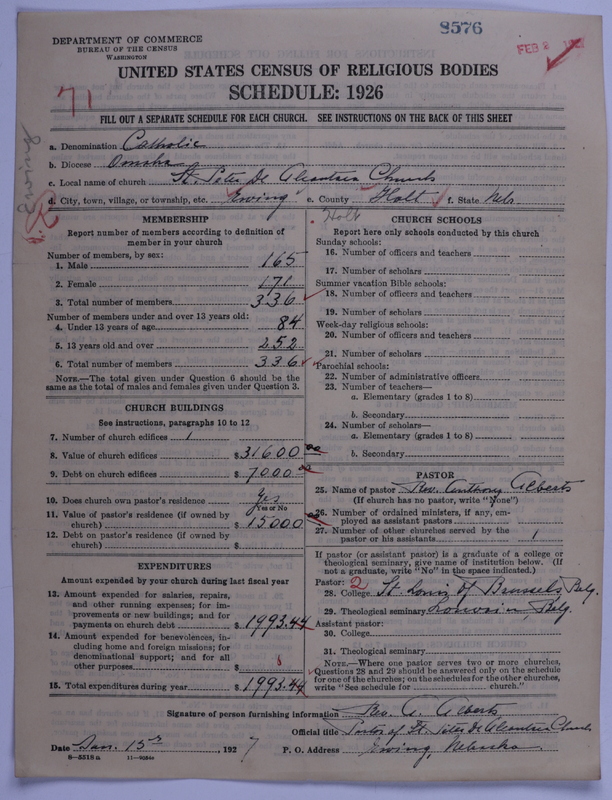 8576
DEPARTMENT OF COMMERCE
BUREAU OF THE CENSUS
WASHINGTON
FEB 2
UNITED STATES CENSUS OF RELIGIOUS BODIES
SCHEDULE: 1926
71
FILL OUT A SEPARATE SCHEDULE FOR EACH CHURCH. SEE INSTRUCTIONS ON THE BACK OF THIS SHEET
Ewing
a. Denomination Catholic
b. Diocese Omaha
c. Local name of church St. Peter De Alcantara Church
d. City, town, village, or township, etc. Ewing e. County Holt f. State Neb.
Holt
MEMBERSHIP
Report number of members according to definition of
member in your church
Number of members, by sex:
1. Male 165
2. Female 171
3. Total number of members 336
Number of members under and over 13 years old:
4. Under 13 years of age 84
5. 13 years old and over 252
6. Total number of members 336
NOTE.—The total given under Question 6 should be
the same as the total of males and females given under Question 3.
CHURCH BUILDINGS
See instructions, paragraphs 10 to 12
7. Number of church edifices 1
8. Value of church edifices $31600 00
9. Debt on church edifices $7000 00
10. Does church own pastor's residence Yes
Yes or No
11. Value of pastor's residence (if owned by
church) $15000
12. Debt on pastor's residence (if owned by
church) $
EXPENDITURES
Amount expended by your church during last fiscal year
13. Amount expended for salaries, repairs,
and other running expenses; for im-
provements or new buildings; and for
payments on church debt $1993.44
14. Amount expended for benevolences, in-
cluding home and foreign missions; for
denominational support; and for all
other purposes $
15. Total expenditures during year $1993.44
CHURCH SCHOOLS
Report here only schools conducted by this church
Sunday schools:
16. Number of officers and teachers
17. Number of scholars
Summer vacation Bible schools:
18. Number of officers and teachers
19. Number of scholars
Week-day religious schools:
20. Number of officers and teachers
21. Number of scholars
Parochial schools:
22. Number of administrative officers
23. Number of teachers—
a. Elementary (grades 1 to 8)
b. Secondary
24. Number of scholars—
a. Elementary (grades 1 to 8)
b. Secondary
PASTOR
25. Name of pastor Rev. Anthony Alberts
(If church has no pastor, write "None")
26. Number of ordained ministers, if any, em-
ployed as assistant pastors
27. Number of other churches served by the
pastor or his assistants 1
If pastor (or assistant pastor) is a graduate of a college or
theological seminary, give name of institution below. (If
not a graduate, write "No" in the space indicated.)
Pastor: 2
28. College St. Louis of Brussels, Belg.
29. Theological seminary Louvain, Belg.
Assistant pastor:
30. College
31. Theological seminary
NOTE.—Where one pastor serves two or more churches,
Questions 28 and 29 should be answered only on the schedule
for one of the churches; on the schedules for the other churches,
write "See schedule for church."
Signature of person furnishing information Rev. A. Alberts
Official title Pastor of St. Peter De Alcantara Church
Date Jan. 15th, 1927 P. O. Address Ewing, Nebraska
8—5518 a